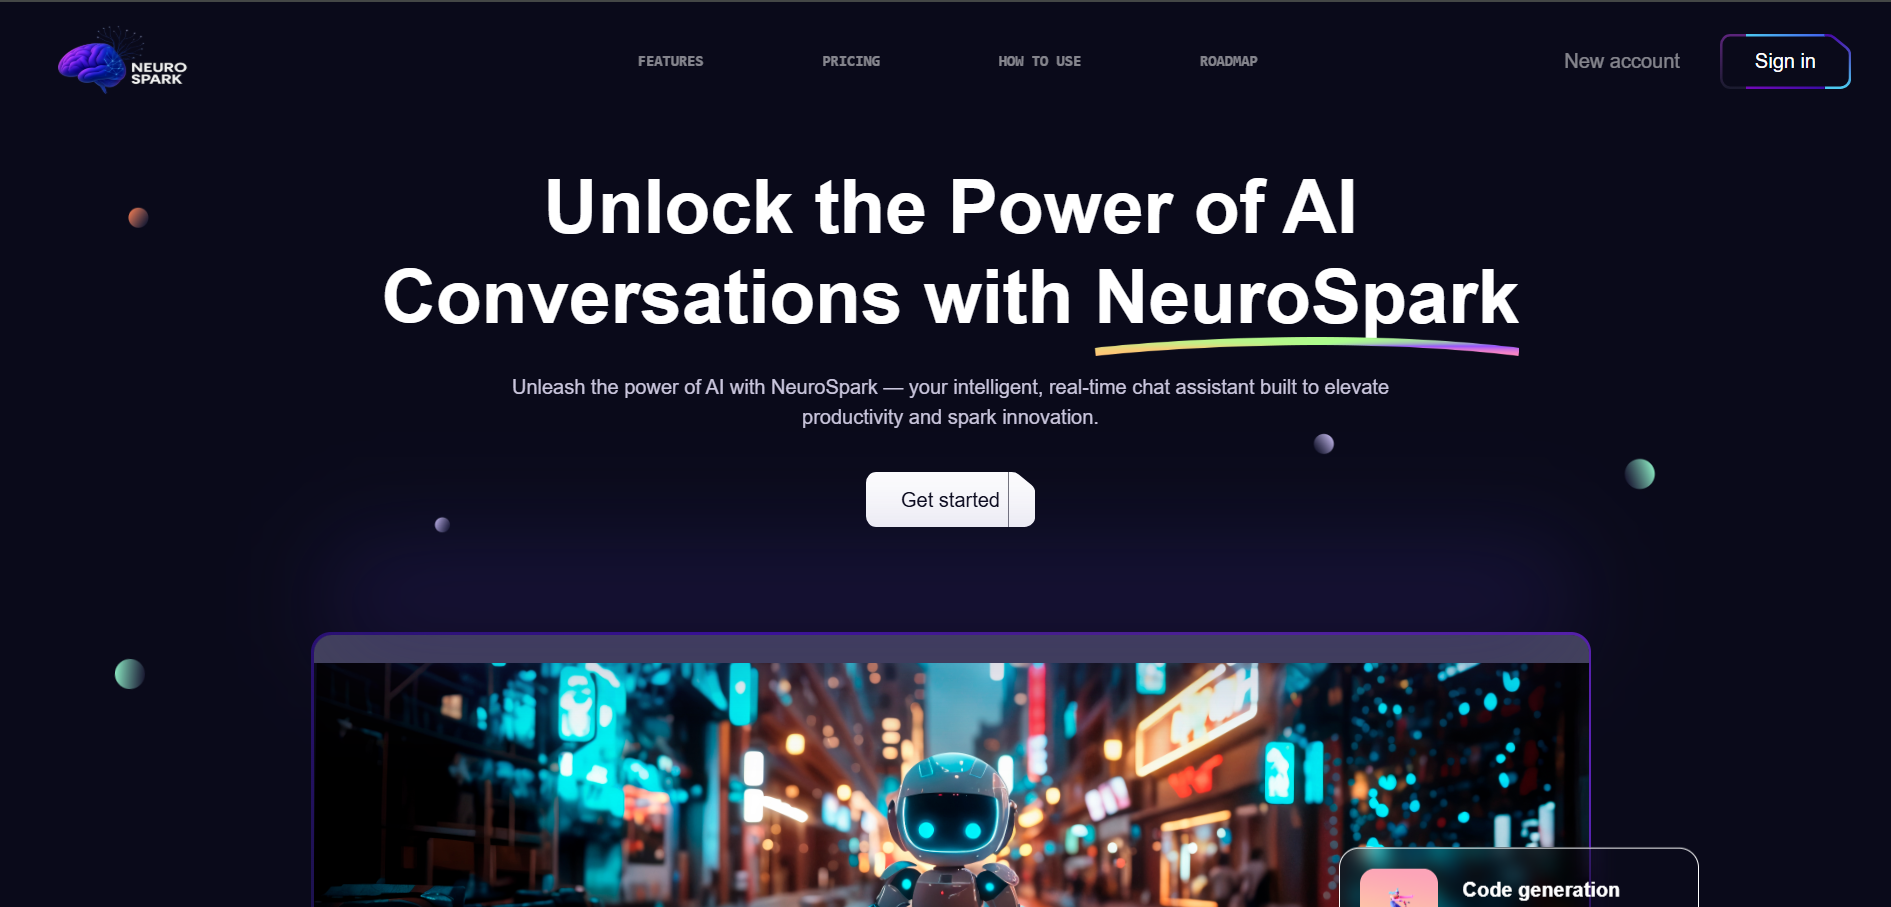 NEURO
SPARK
FEATURES
PRICING
HOW TO USE
ROADMAP
New account
Sign in
Unlock the Power of AI
Conversations with NeuroSpark
Unleash the power of AI with NeuroSpark — your intelligent, real-time chat assistant built to elevate
productivity and spark innovation.
Get started
Code generation